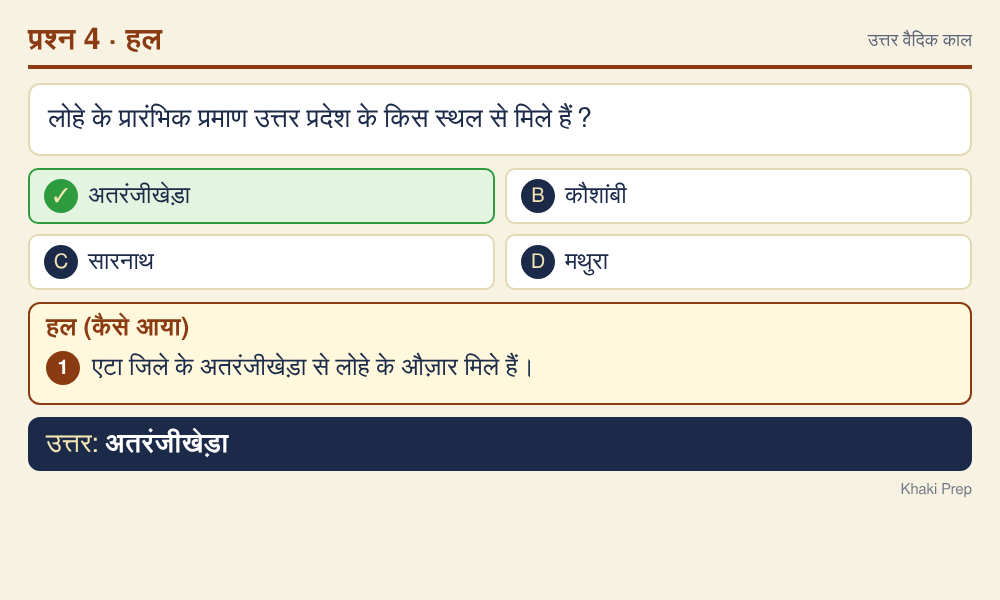 प्रश्न 4 · हल
उत्तर वैदिक काल
लोहे के प्रारंभिक प्रमाण उत्तर प्रदेश के किस स्थल से मिले हैं ?
✓ अतरंजीखेड़ा
B कौशांबी
C सारनाथ
D मथुरा
हल (कैसे आया)
1 एटा जिले के अतरंजीखेड़ा से लोहे के औज़ार मिले हैं।
उत्तर: अतरंजीखेड़ा
Khaki Prep